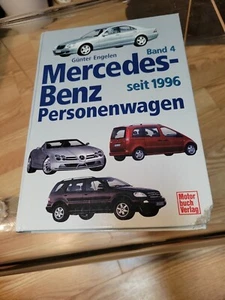 Günter Engelen
Band 4
Mercedes-
Benz seit 1996
Personenwagen
Motor
buch
Verlag